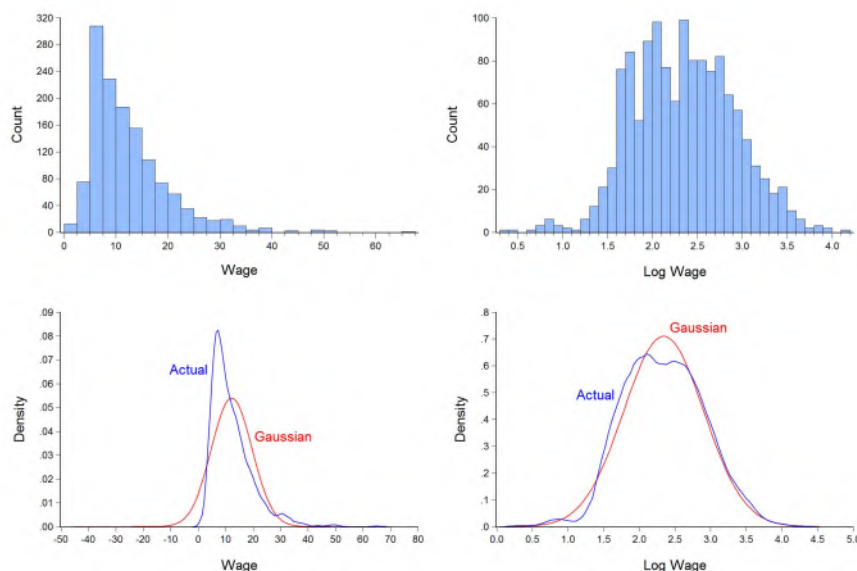 320
280
240
200
160
120
80
40
0
Count
0 10 20 30 40 50 60
Wage
100
80
60
40
20
0
Count
0.5 1.0 1.5 2.0 2.5 3.0 3.5 4.0
Log Wage
.09
.08
.07
.06
.05
.04
.03
.02
.01
.00
Density
Actual
Gaussian
-50 -40 -30 -20 -10 0 10 20 30 40 50 60 70 80
Wage
.8
.7
.6
.5
.4
.3
.2
.1
.0
Density
Gaussian
Actual
0.0 0.5 1.0 1.5 2.0 2.5 3.0 3.5 4.0 4.5 5.0
Log Wage